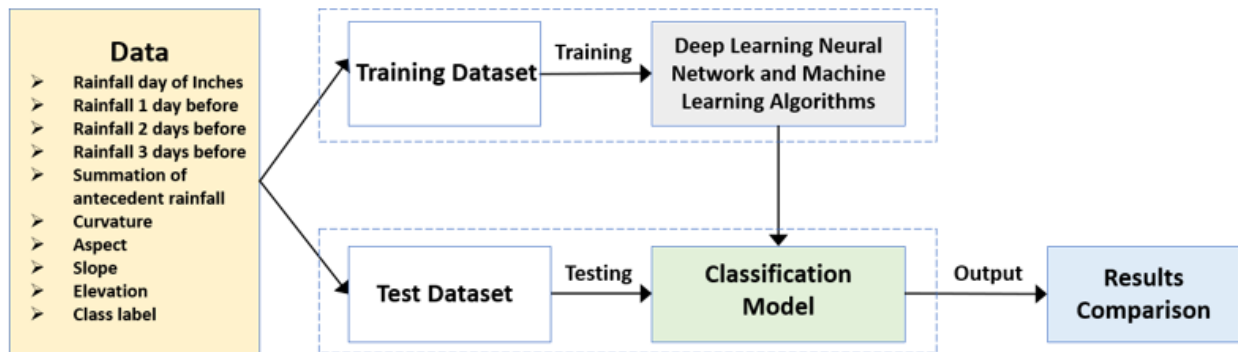 Data
Rainfall day of Inches
Rainfall 1 day before
Rainfall 2 days before
Rainfall 3 days before
Summation of
antecedent rainfall
Curvature
Aspect
Slope
Elevation
Class label
Training Dataset
Training
Deep Learning Neural
Network and Machine
Learning Algorithms
Test Dataset
Testing
Classification
Model
Output
Results
Comparison